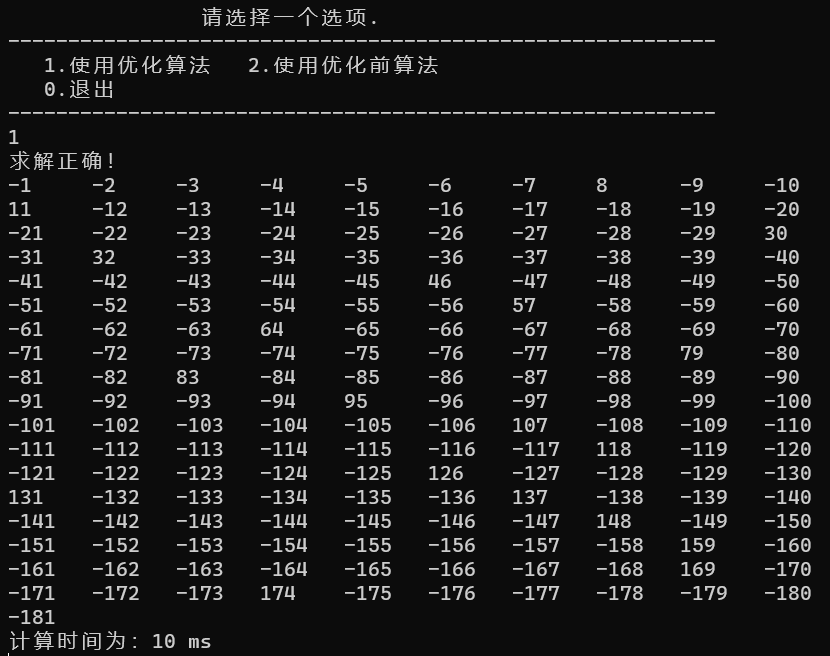 请选择一个选项.
-----------------------------------------------------------
1.使用优化算法 2.使用优化前算法
0.退出
-----------------------------------------------------------
1
求解正确!
-1 -2 -3 -4 -5 -6 -7 8 -9 -10
11 -12 -13 -14 -15 -16 -17 -18 -19 -20
-21 -22 -23 -24 -25 -26 -27 -28 -29 30
-31 32 -33 -34 -35 -36 -37 -38 -39 -40
-41 -42 -43 -44 -45 46 -47 -48 -49 -50
-51 -52 -53 -54 -55 -56 57 -58 -59 -60
-61 -62 -63 64 -65 -66 -67 -68 -69 -70
-71 -72 -73 -74 -75 -76 -77 -78 79 -80
-81 -82 83 -84 -85 -86 -87 -88 -89 -90
-91 -92 -93 -94 95 -96 -97 -98 -99 -100
-101 -102 -103 -104 -105 -106 107 -108 -109 -110
-111 -112 -113 -114 -115 -116 -117 118 -119 -120
-121 -122 -123 -124 -125 126 -127 -128 -129 -130
131 -132 -133 -134 -135 -136 137 -138 -139 -140
-141 -142 -143 -144 -145 -146 -147 148 -149 -150
-151 -152 -153 -154 -155 -156 -157 -158 159 -160
-161 -162 -163 -164 -165 -166 -167 -168 169 -170
-171 -172 -173 174 -175 -176 -177 -178 -179 -180
-181
计算时间为: 10 ms